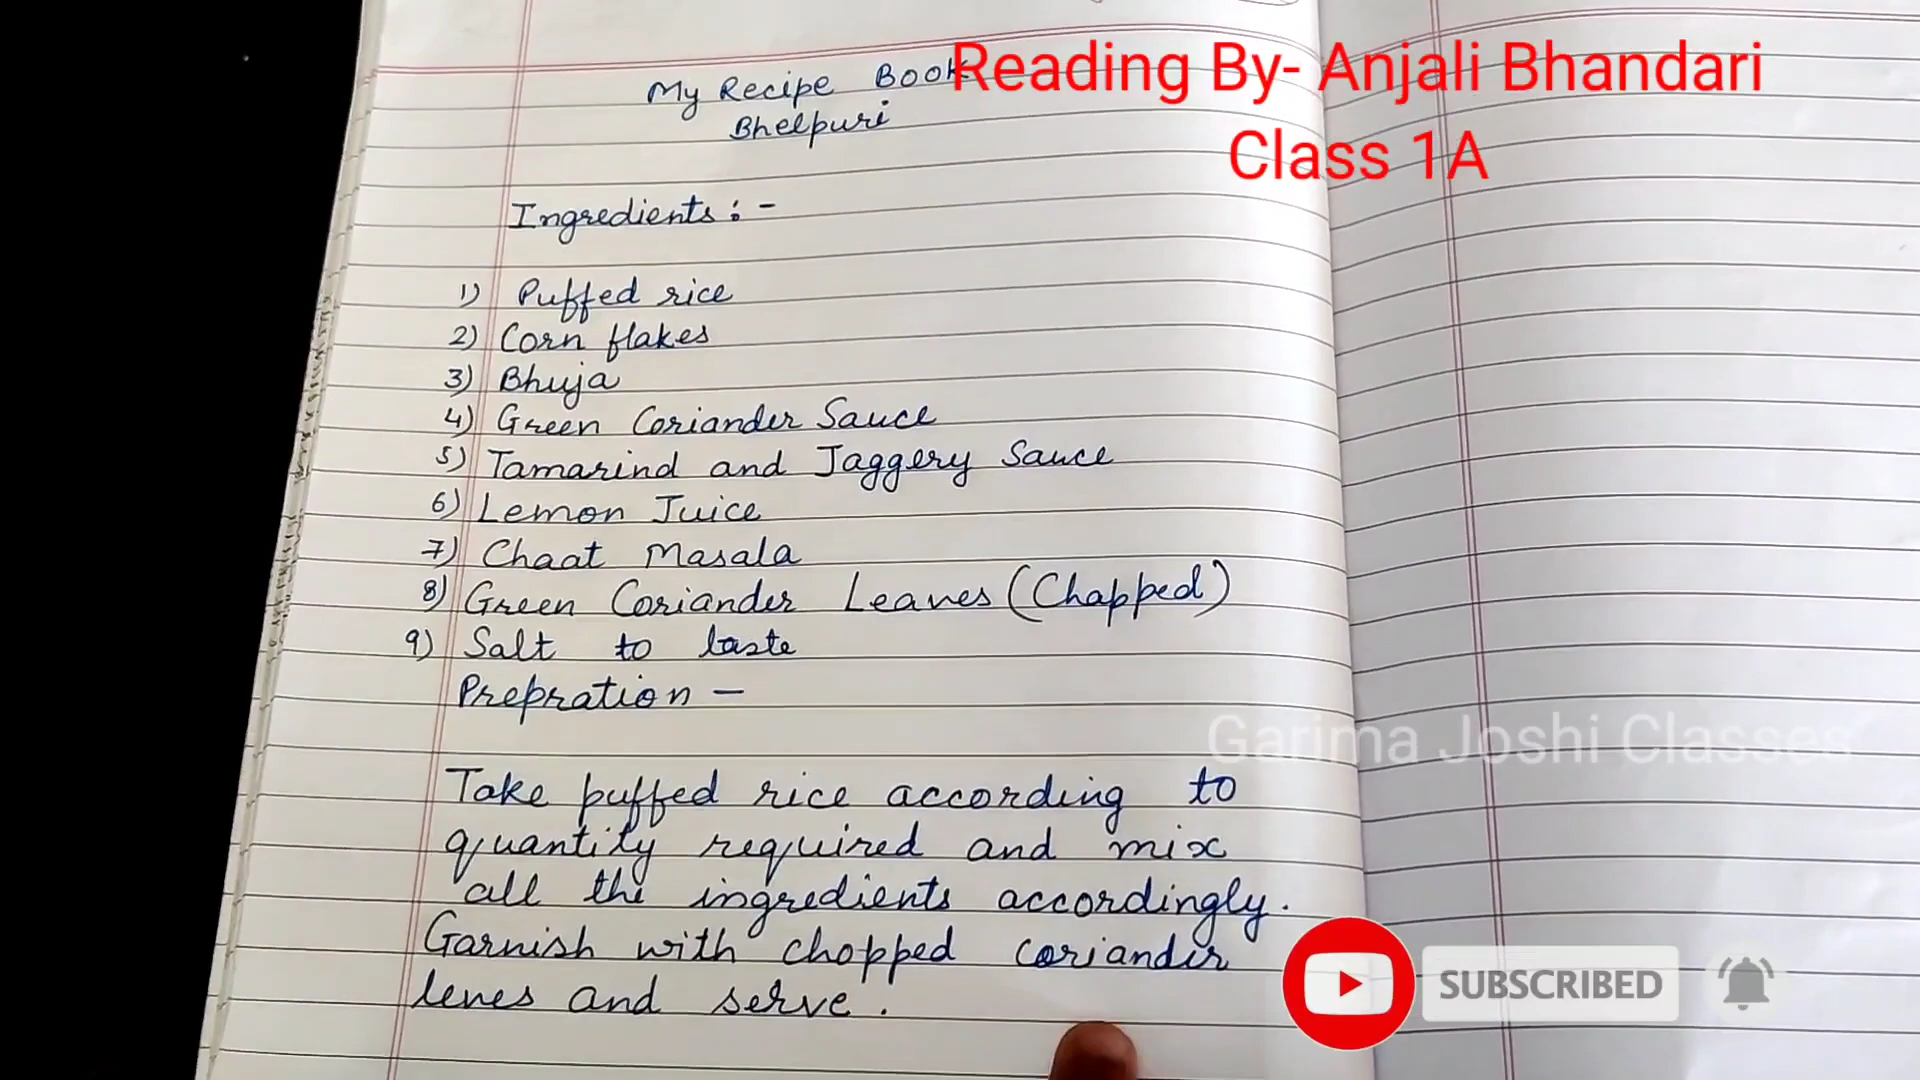 My Recipe Book
Bhelpuri
Reading By- Anjali Bhandari
Class 1A
Ingredients :-
1) Puffed rice
2) Corn flakes
3) Bhuja
4) Green Coriander Sauce
5) Tamarind and Jaggery Sauce
6) Lemon Juice
7) Chaat Masala
8) Green Coriander Leaves (Chapped)
9) Salt to taste
Prepration -
Take puffed rice according to
quantity required and mix
all the ingredients accordingly.
Garnish with chopped coriander
leves and serve.
Garima Joshi Classes
SUBSCRIBED